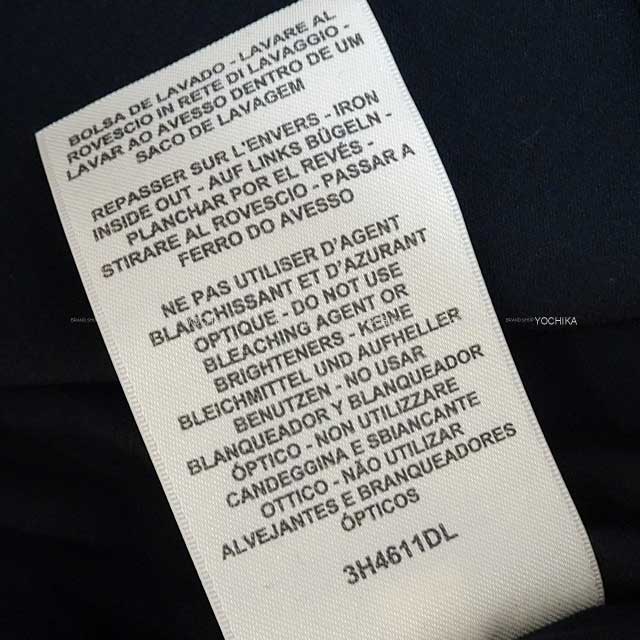 BOLSA DE LAVADO - LAVARE AL
ROVESCIO IN RETE DI LAVAGGIO -
LAVAR AO AVESSO DENTRO DE UM
SACO DE LAVAGEM
REPASSER SUR L'ENVERS - IRON
INSIDE OUT - AUF LINKS BÜGELN -
PLANCHAR POR EL REVÉS -
STIRARE AL ROVESCIO - PASSAR A
FERRO DO AVESSO
NE PAS UTILISER D'AGENT
BLANCHISSANT ET D'AZURANT
OPTIQUE - DO NOT USE
BLEACHING AGENT OR
BRIGHTENERS - KEINE
BLEICHMITTEL UND AUFHELLER
BENUTZEN - NO USAR
BLANQUEADOR Y BLANQUEADOR
ÓPTICO - NON UTILIZZARE
CANDEGGINA E SBIANCANTE
OTTICO - NÃO UTILIZAR
ALVEJANTES E BRANQUEADORES
ÓPTICOS
3H4611DL
BRAND SHOP
BRAND SHOP YOCHIKA